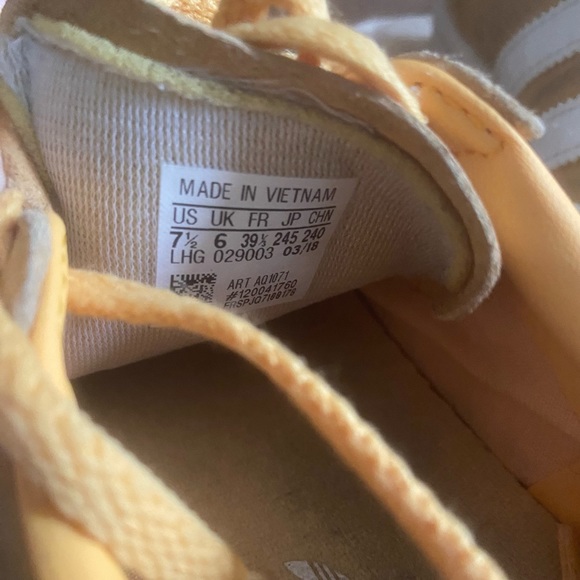 MADE IN VIETNAM
US UK FR JP CHN
7½ 6 39⅓ 245 240
LHG 029003 03/18
ART AQ1071
#120041760